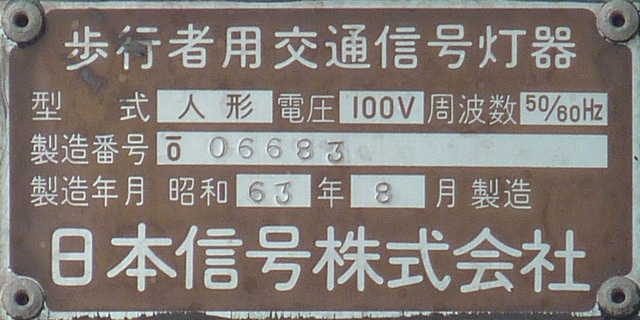 歩行者用交通信号灯器
型式 人形 電圧 100V 周波数 50/60Hz
製造番号 ō 06683
製造年月 昭和 63 年 8 月 製造
日本信号株式会社